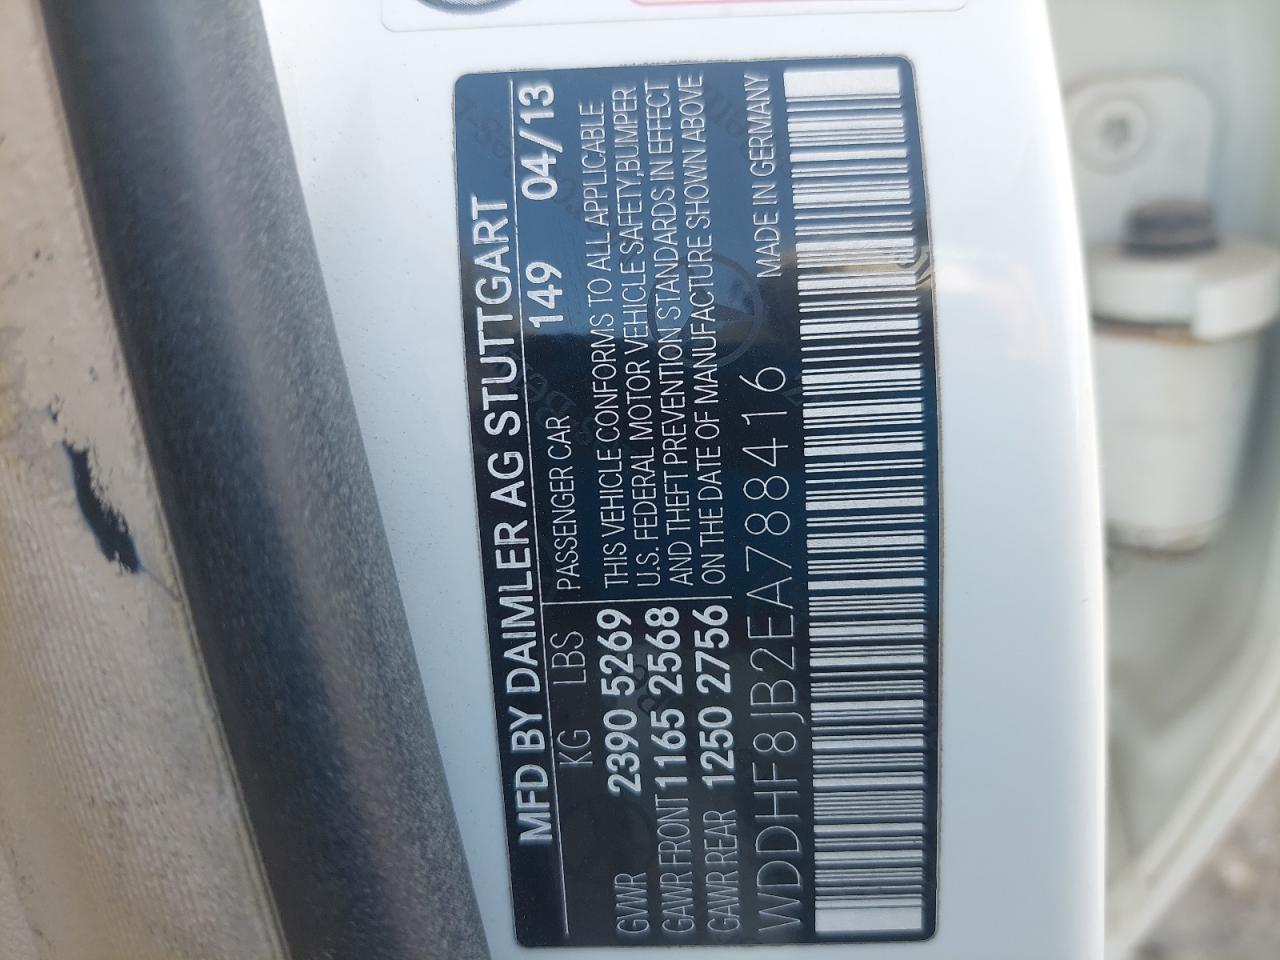 MFD BY DAIMLER AG STUTTGART
KG LBS PASSENGER CAR 149 04/13
GVWR 2390 5269
GAWR FRONT 1165 2568
GAWR REAR 1250 2756
THIS VEHICLE CONFORMS TO ALL APPLICABLE
U.S. FEDERAL MOTOR VEHICLE SAFETY,BUMPER
AND THEFT PREVENTION STANDARDS IN EFFECT
ON THE DATE OF MANUFACTURE SHOWN ABOVE
WDDHF8JB2EA788416 MADE IN GERMANY